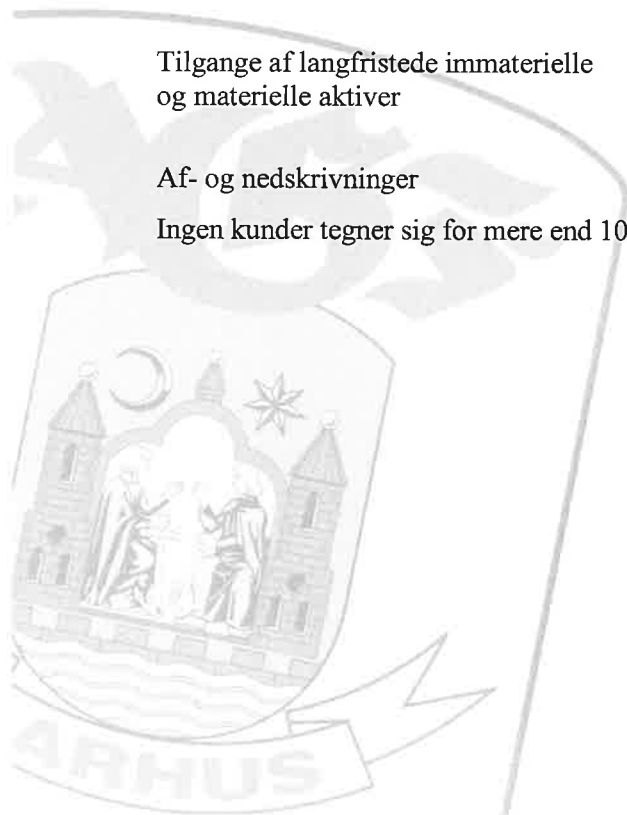 Tilgange af langfristede immaterielle
og materielle aktiver
Af- og nedskrivninger
Ingen kunder tegner sig for mere end 10
ARHUS